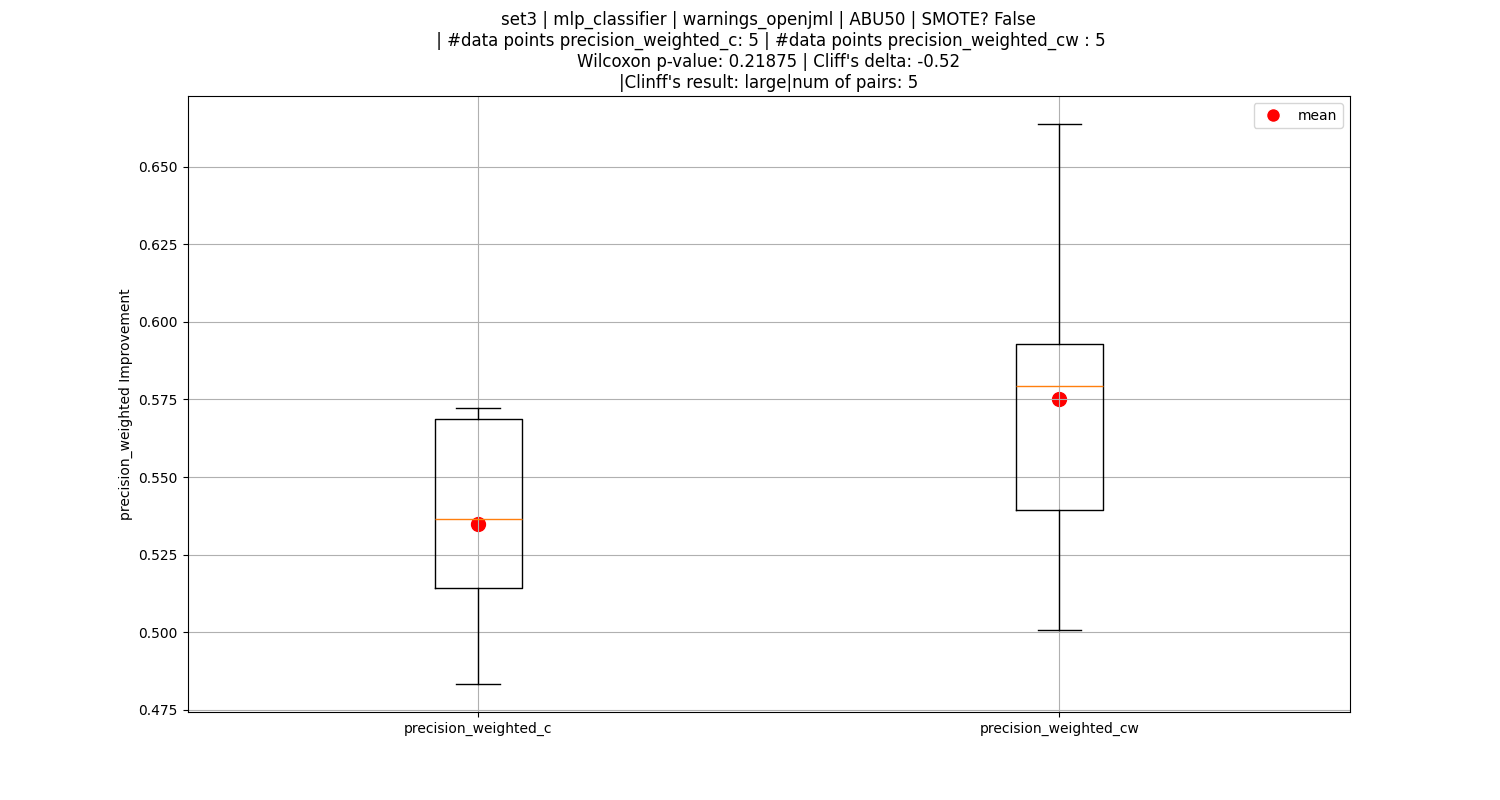 set3 | mlp_classifier | warnings_openjml | ABU50 | SMOTE? False
| #data points precision_weighted_c: 5 | #data points precision_weighted_cw : 5
Wilcoxon p-value: 0.21875 | Cliff's delta: -0.52
|Clinff's result: large|num of pairs: 5
mean
precision_weighted Improvement
0.650
0.625
0.600
0.575
0.550
0.525
0.500
0.475
precision_weighted_c
precision_weighted_cw